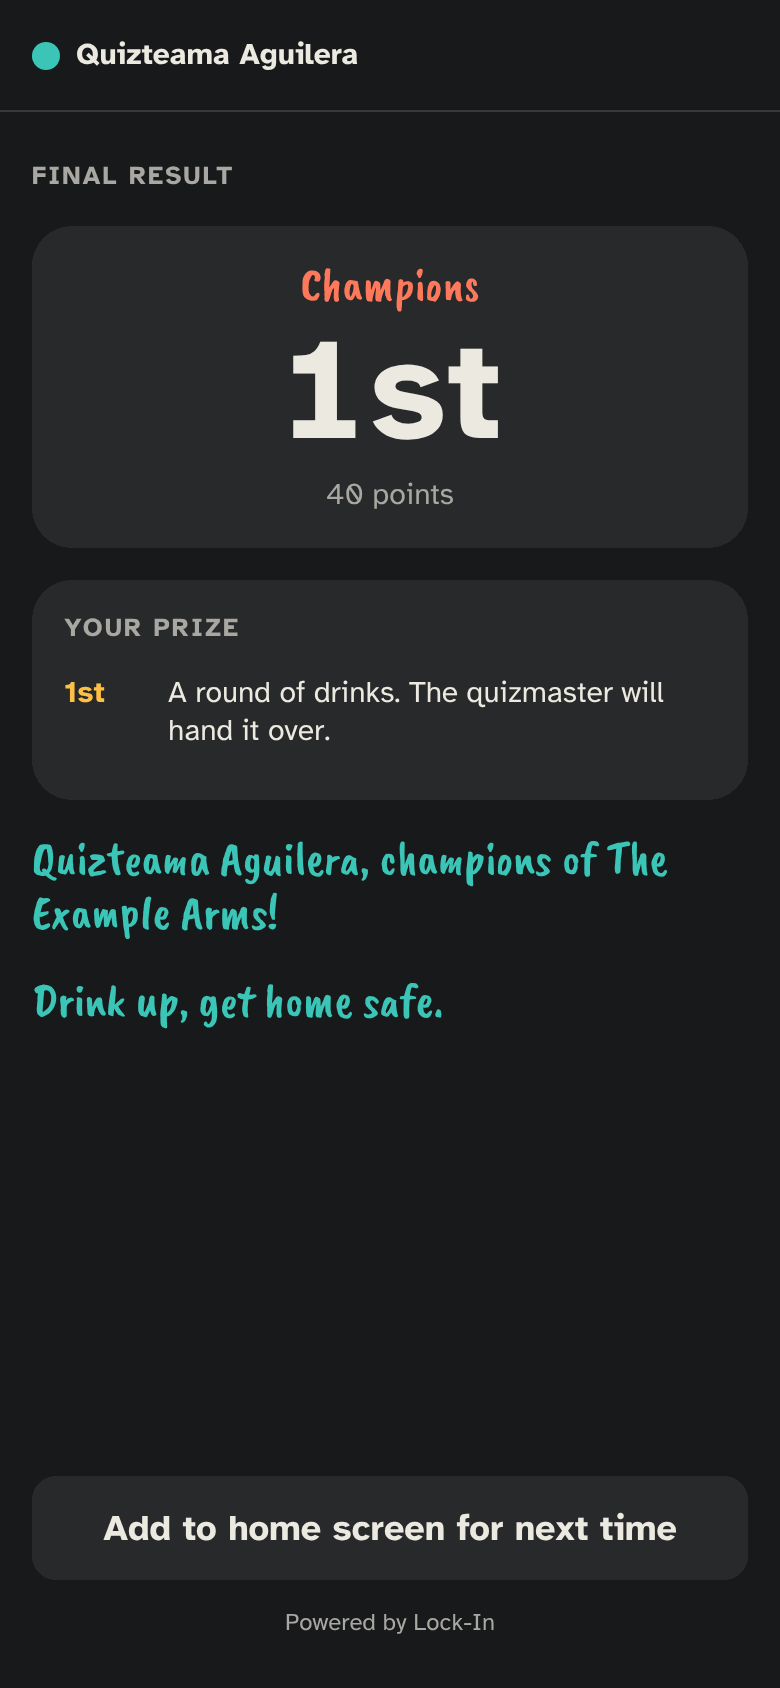 Quizteama Aguilera
FINAL RESULT
Champions
1st
40 points
YOUR PRIZE
1st A round of drinks. The quizmaster will
hand it over.
Quizteama Aguilera, champions of The
Example Arms!
Drink up, get home safe.
Add to home screen for next time
Powered by Lock-In